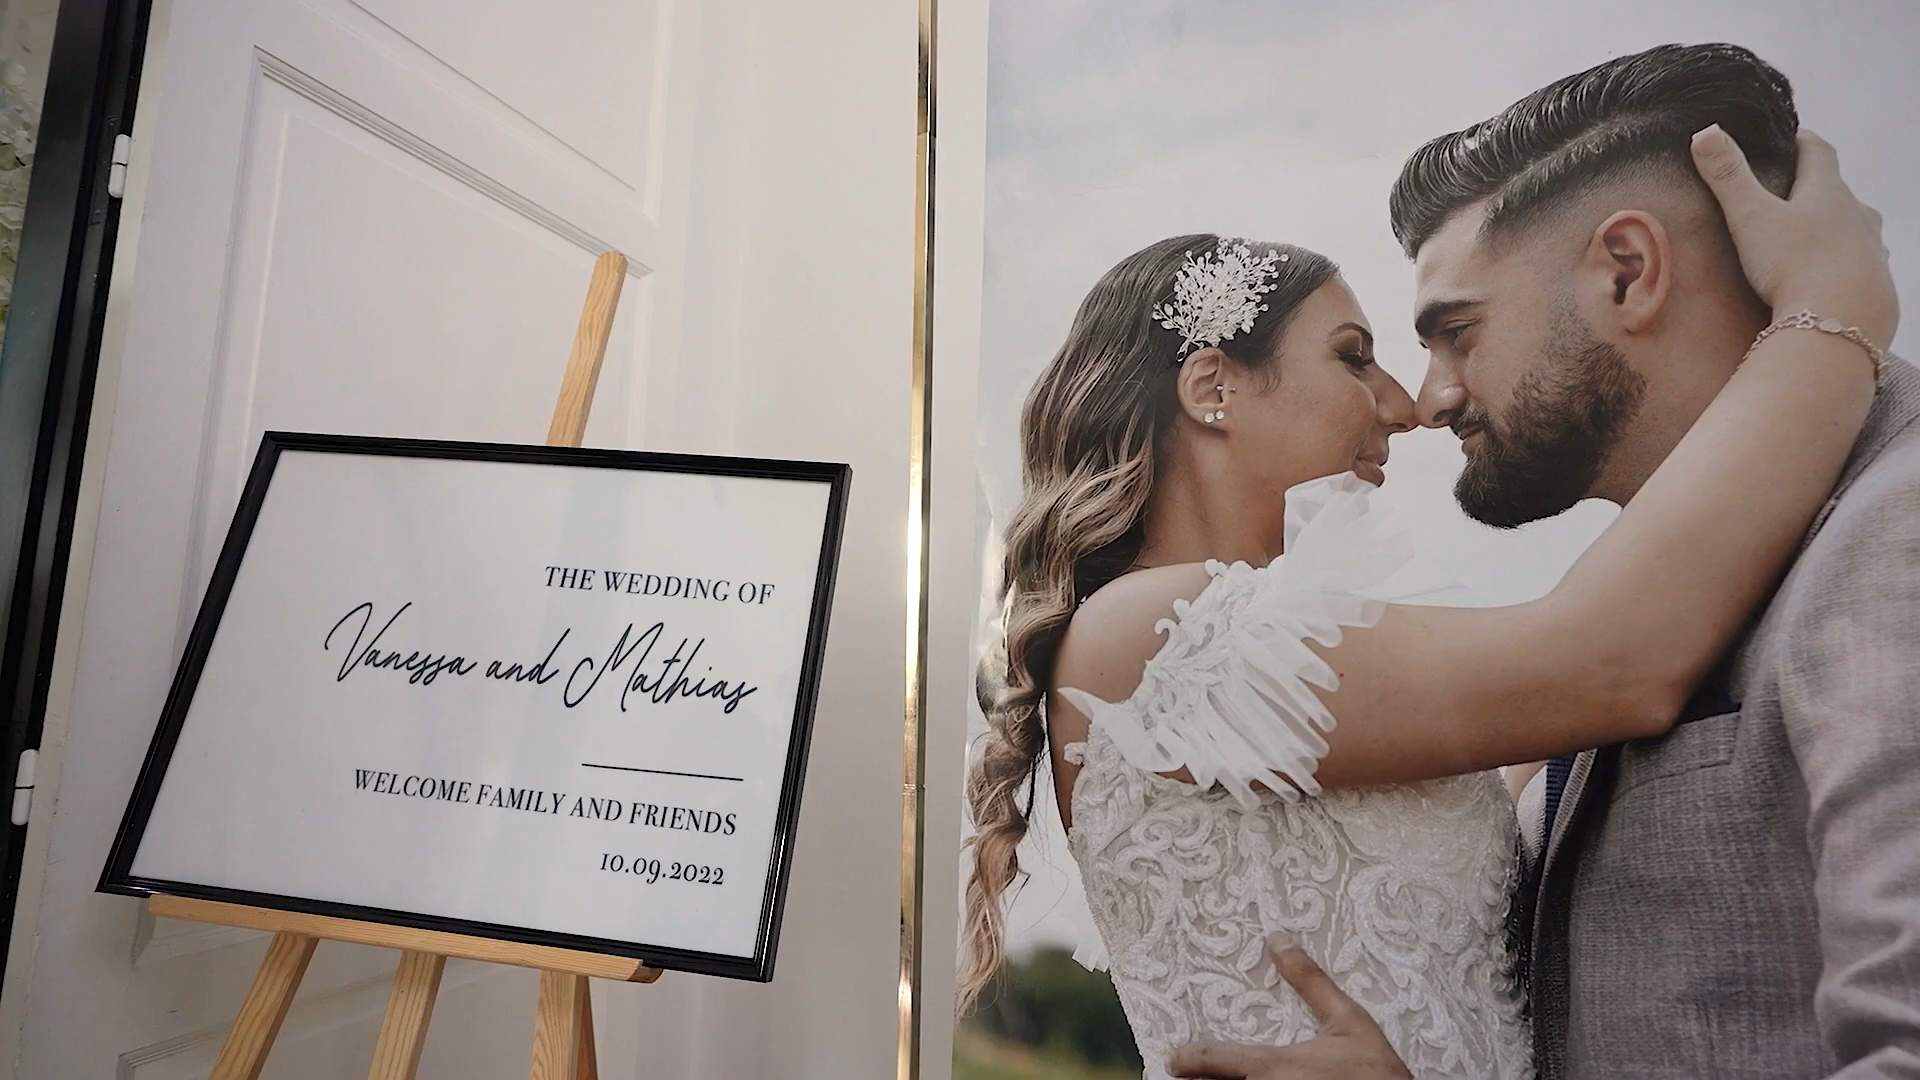 THE WEDDING OF
Vanessa and Mathias
WELCOME FAMILY AND FRIENDS
10.09.2022